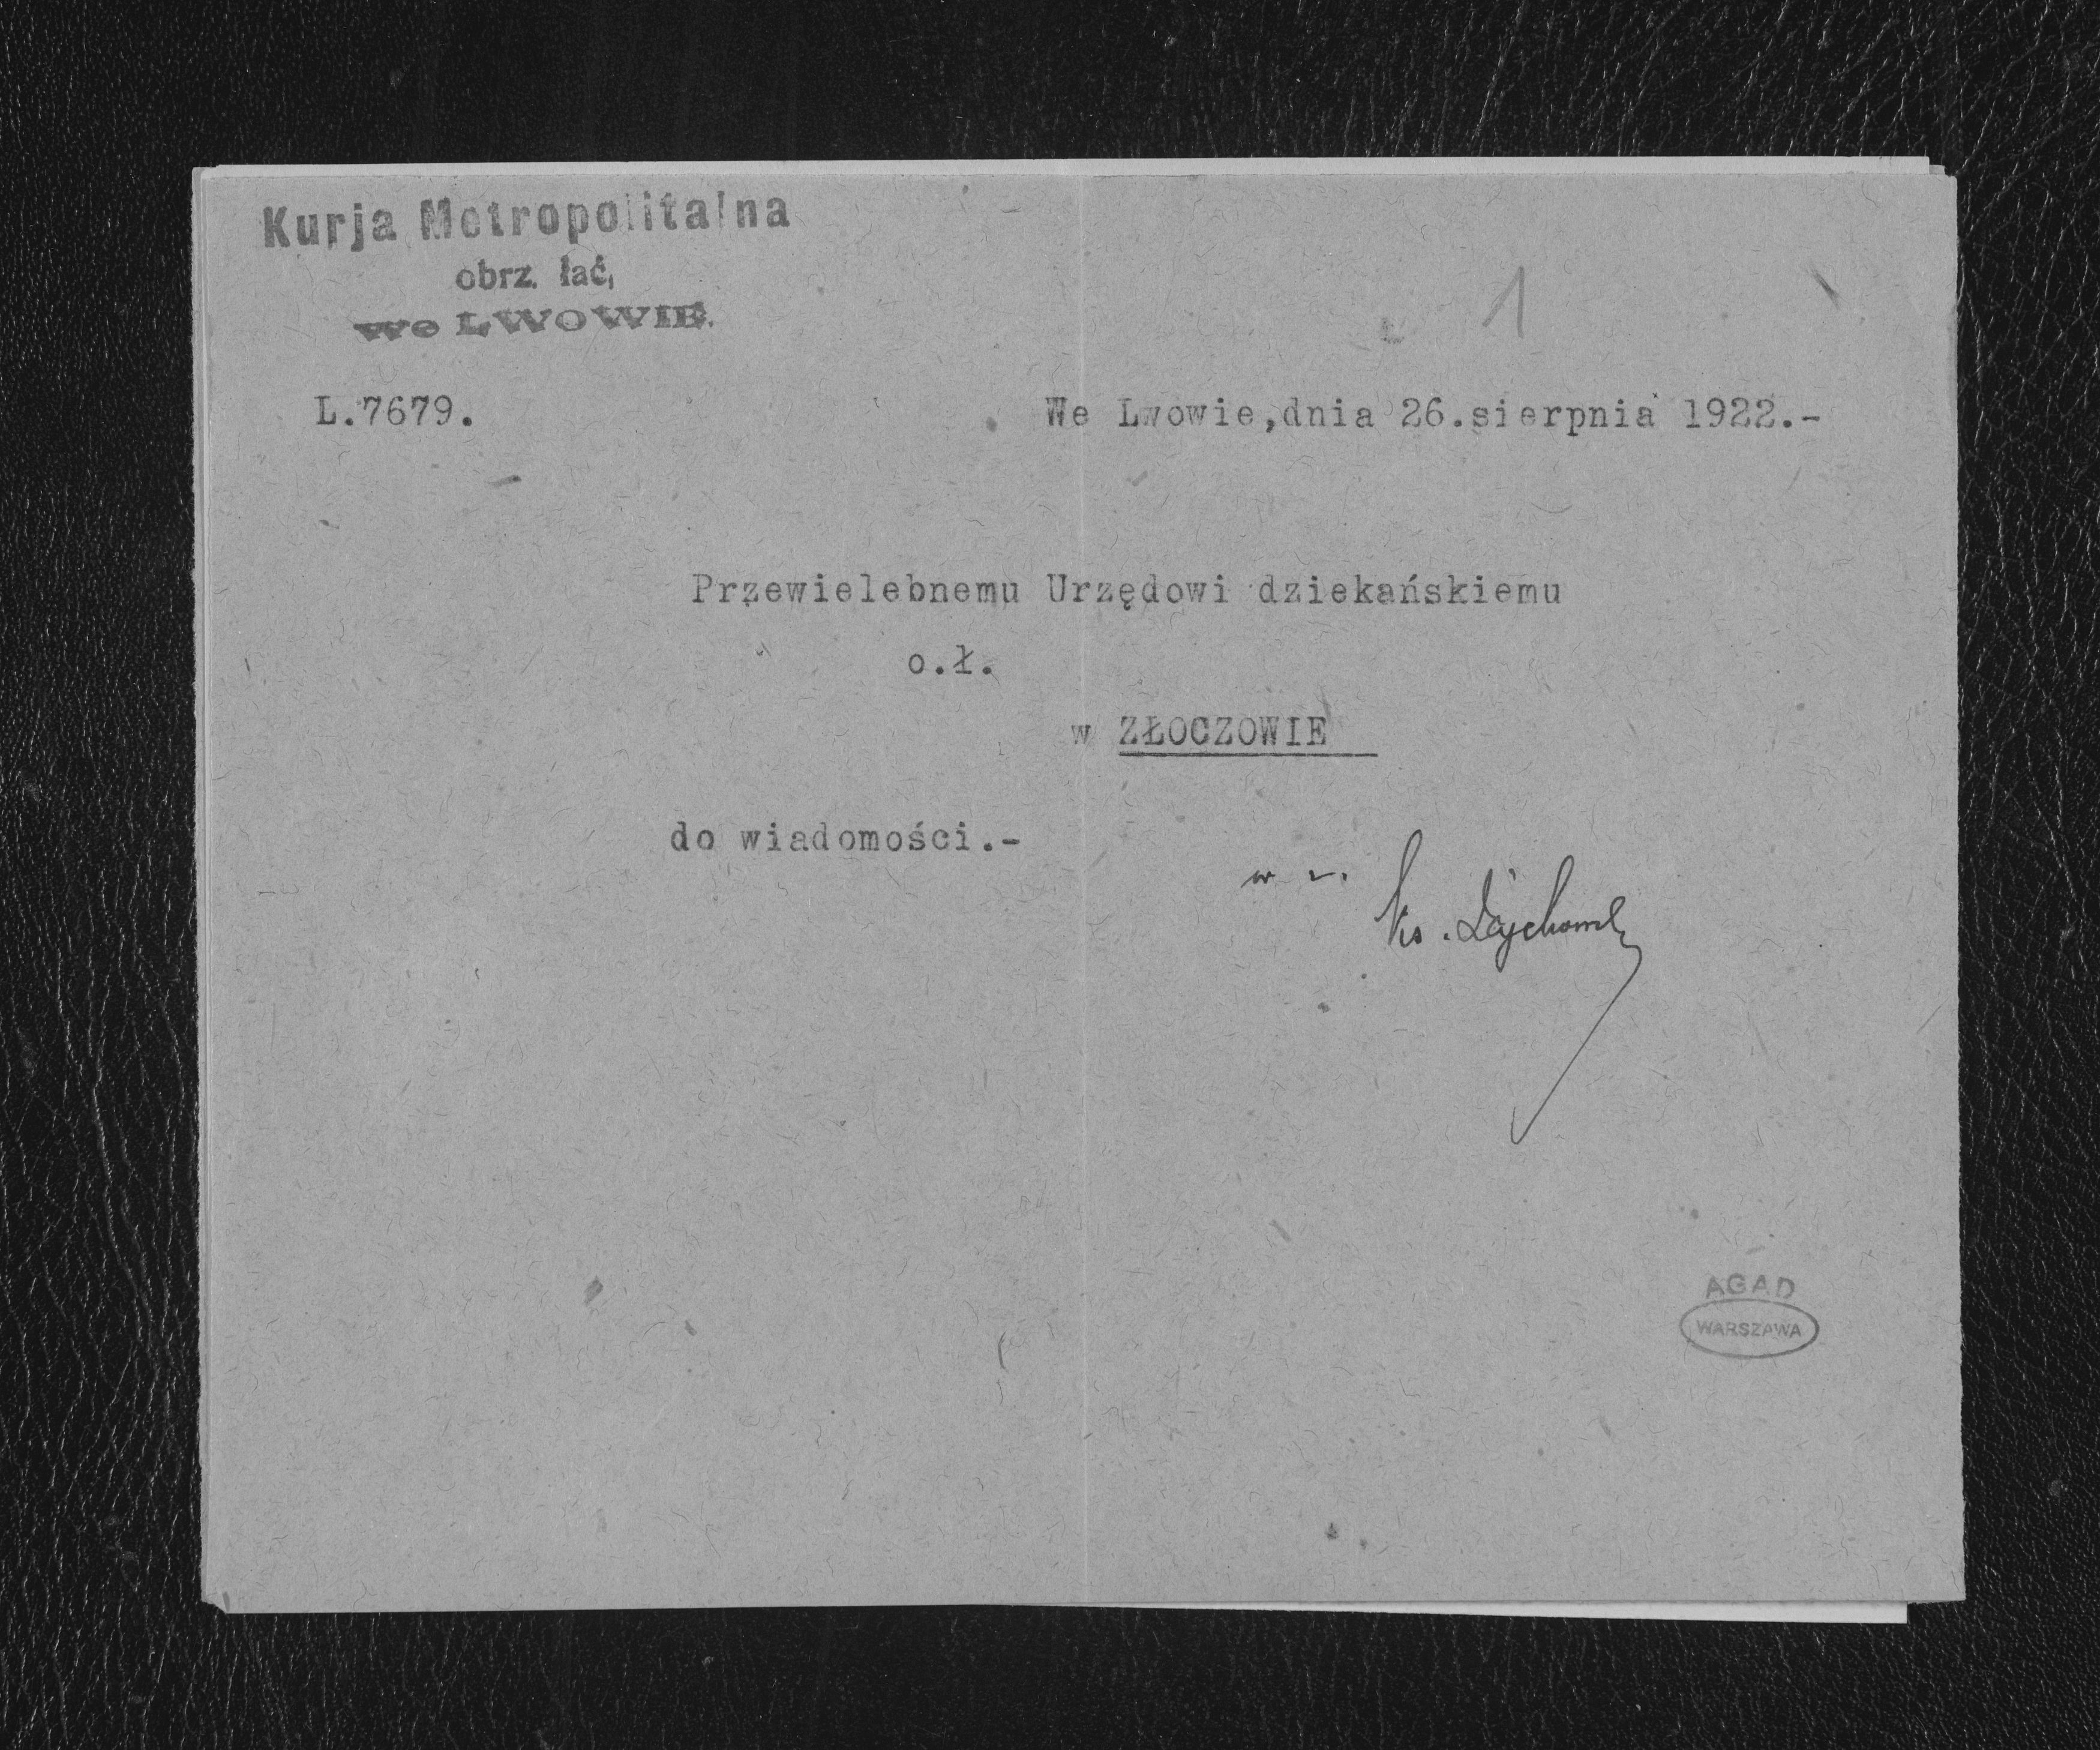 Kurja Metropolitalna
obrz. łać,
we LWOWIE.
1
L.7679. We Lwowie,dnia 26.sierpnia 1922.-
Przewielebnemu Urzędowi dziekańskiemu
o.ł.
w ZŁOCZOWIE
do wiadomości.-
w z.
Ks.
AGAD
WARSZAWA